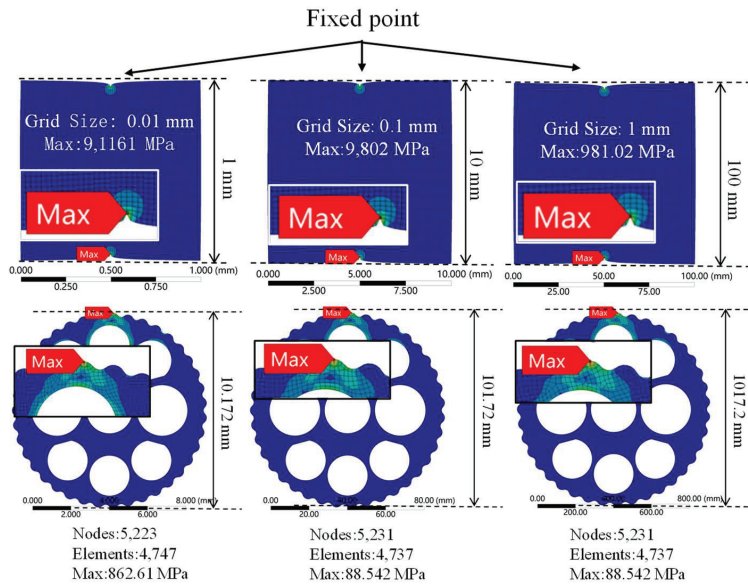 Fixed point
Grid Size: 0.01 mm
Max:9,1161 MPa
Max
Max
1 mm
0.000 0.500 1.000 (mm)
0.250 0.750
Grid Size: 0.1 mm
Max:9,802 MPa
Max
Max
10 mm
0.000 5.000 10.000 (mm)
2.500 7.500
Grid Size: 1 mm
Max:981.02 MPa
Max
Max
100 mm
0.00 50.00 100.00 (mm)
25.00 75.00
Max
Max
10.172 mm
0.000 4.000 8.000 (mm)
2.000 6.000
Nodes:5,223
Elements:4,747
Max:862.61 MPa
Max
Max
101.72 mm
0.00 40.00 80.00 (mm)
20.00 60.00
Nodes:5,231
Elements:4,737
Max:88.542 MPa
Max
Max
1017.2 mm
0.00 400.00 800.00 (mm)
200.00 600.00
Nodes:5,231
Elements:4,737
Max:88.542 MPa